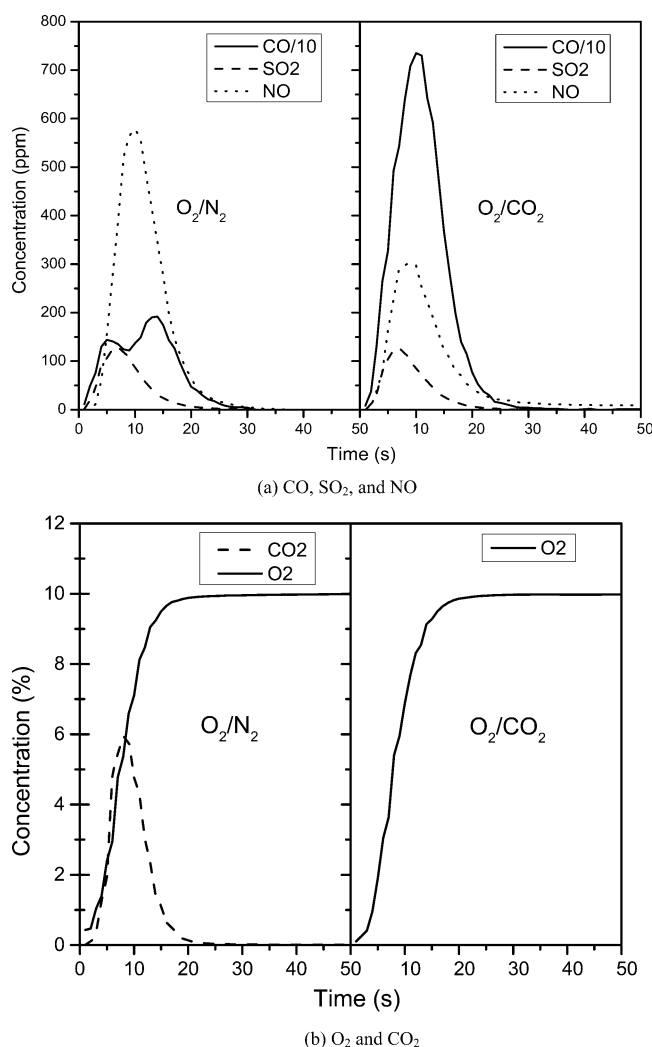 800
700
600
500
400
300
200
100
0
Concentration (ppm)
CO/10
SO2
NO
O2/N2
CO/10
SO2
NO
O2/CO2
0 10 20 30 40 50 10 20 30 40 50
Time (s)
(a) CO, SO2, and NO
12
10
8
6
4
2
0
Concentration (%)
CO2
O2
O2/N2
O2
O2/CO2
0 10 20 30 40 50 10 20 30 40 50
Time (s)
(b) O2 and CO2